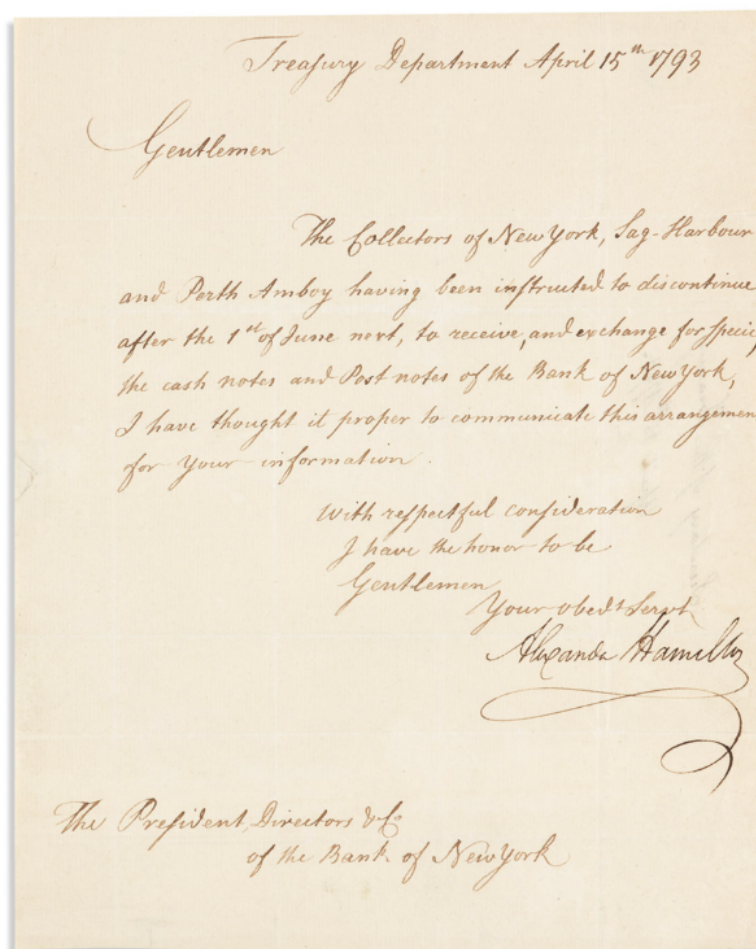 Treasury Department April 15th 1793
Gentlemen
The Collectors of New York, Sag-Harbour
and Perth Amboy having been instructed to discontinue
after the 1st of June next, to receive, and exchange for specie,
the cash notes and Post notes of the Bank of New York,
I have thought it proper to communicate this arrangemen
for your information.
With respectful consideration
I have the honor to be
Gentlemen
Your obedt Servt
Alexander Hamilton
The President, Directors & Co
of the Bank of New York